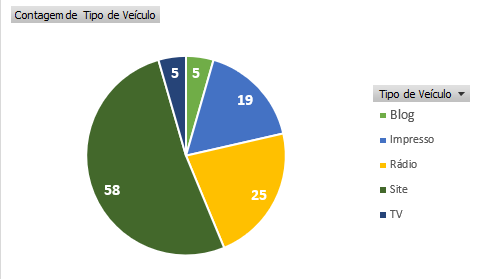 Contagem de Tipo de Veículo
5
5
19
25
58
Tipo de Veículo
Blog
Impresso
Rádio
Site
TV